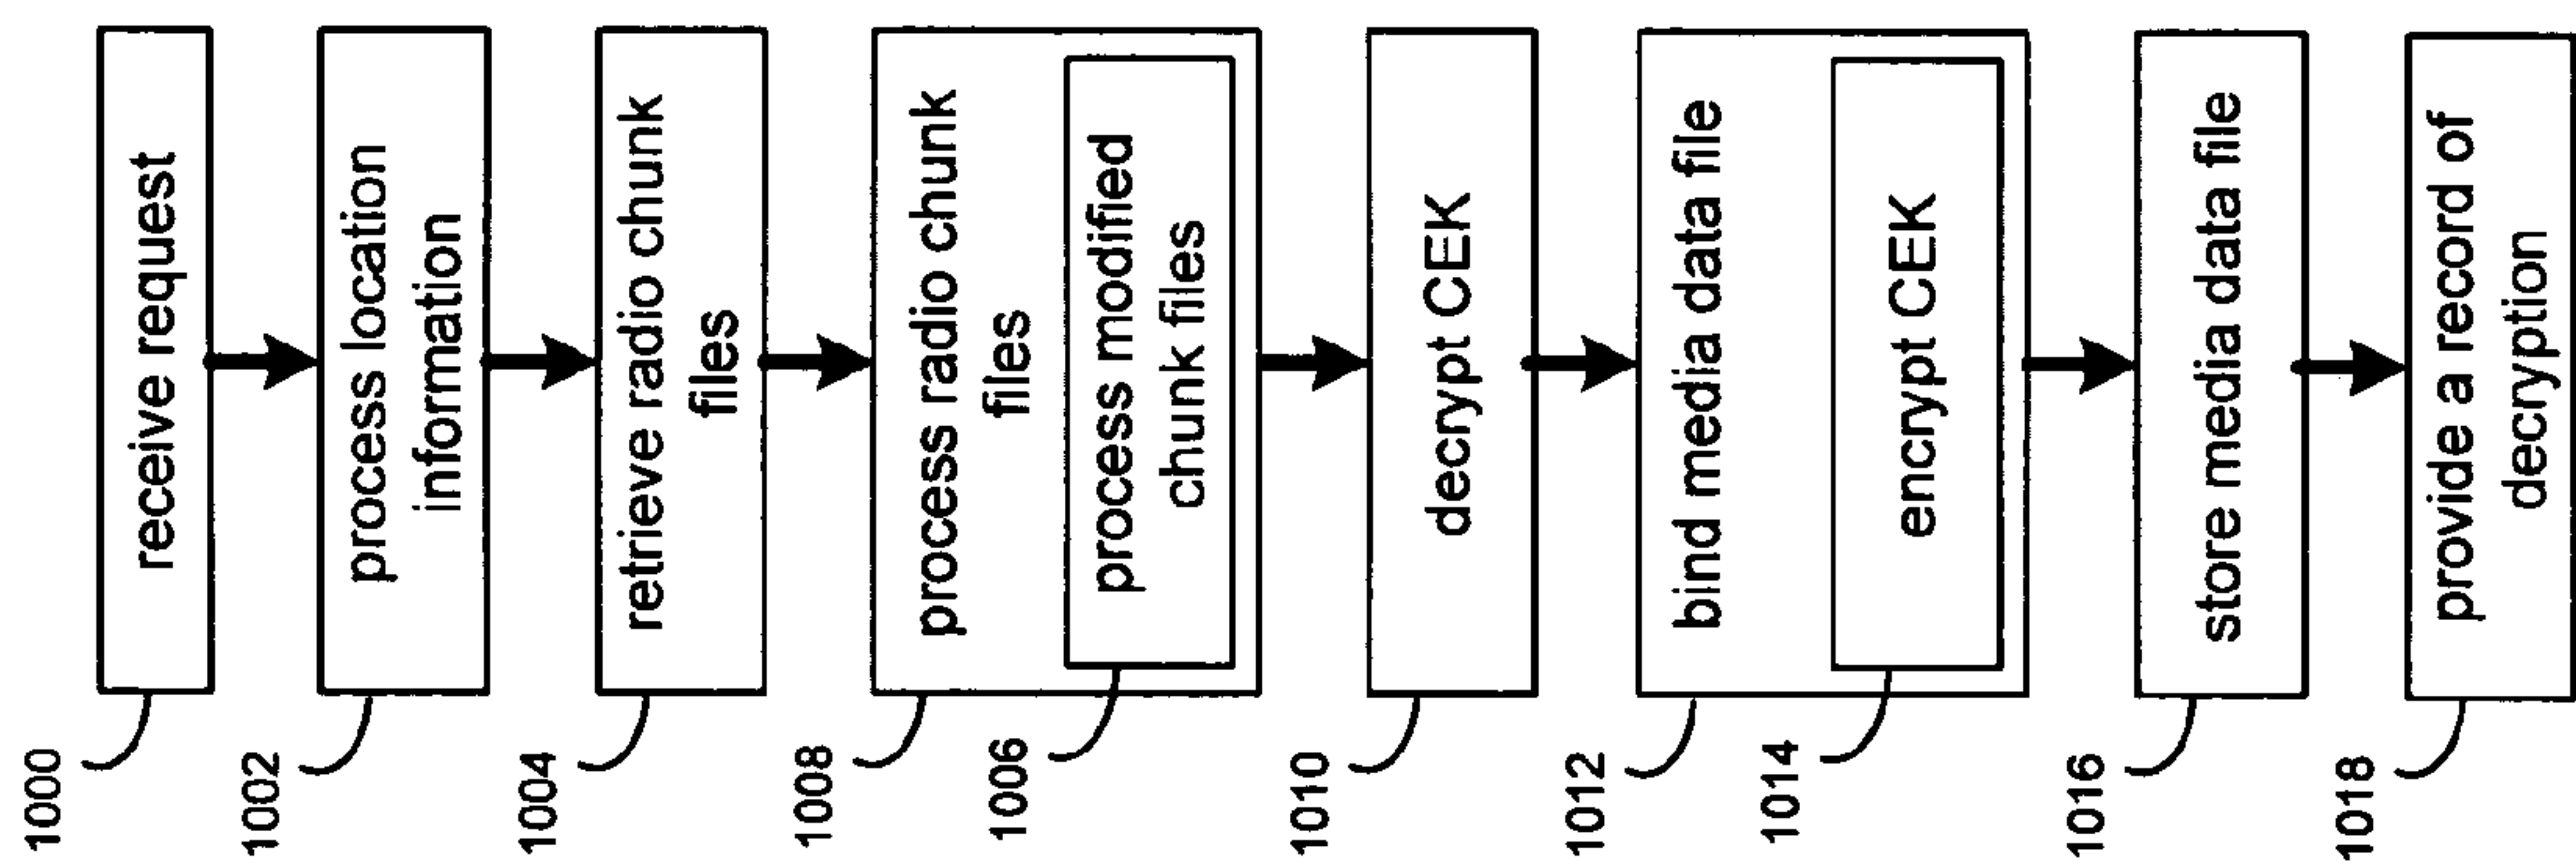 1000
receive request
1002
process location
information
1004
retrieve radio chunk
files
1008
process radio chunk
files
1006
process modified
chunk files
1010
decrypt CEK
1012
bind media data file
1014
encrypt CEK
1016
store media data file
1018
provide a record of
decryption